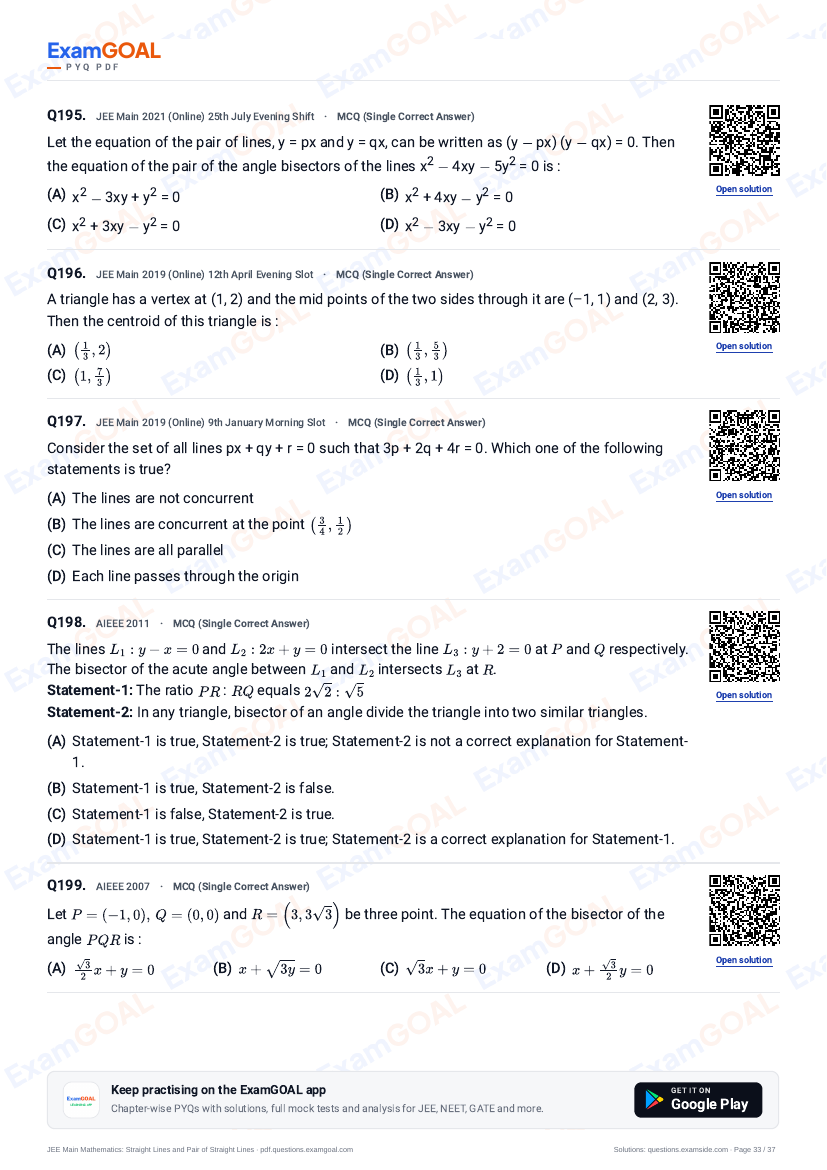 ExamGOAL
PYQ PDF
Q195. JEE Main 2021 (Online) 25th July Evening Shift · MCQ (Single Correct Answer)
Let the equation of the pair of lines, y = px and y = qx, can be written as (y − px) (y − qx) = 0. Then
the equation of the pair of the angle bisectors of the lines x² − 4xy − 5y² = 0 is :
(A) x² − 3xy + y² = 0
(B) x² + 4xy − y² = 0
(C) x² + 3xy − y² = 0
(D) x² − 3xy − y² = 0
Open solution
Q196. JEE Main 2019 (Online) 12th April Evening Slot · MCQ (Single Correct Answer)
A triangle has a vertex at (1, 2) and the mid points of the two sides through it are (−1, 1) and (2, 3).
Then the centroid of this triangle is :
(A) (1/3, 2)
(B) (1/3, 5/3)
(C) (1, 7/3)
(D) (1/3, 1)
Open solution
Q197. JEE Main 2019 (Online) 9th January Morning Slot · MCQ (Single Correct Answer)
Consider the set of all lines px + qy + r = 0 such that 3p + 2q + 4r = 0. Which one of the following
statements is true?
(A) The lines are not concurrent
(B) The lines are concurrent at the point (3/4, 1/2)
(C) The lines are all parallel
(D) Each line passes through the origin
Open solution
Q198. AIEEE 2011 · MCQ (Single Correct Answer)
The lines L₁ : y − x = 0 and L₂ : 2x + y = 0 intersect the line L₃ : y + 2 = 0 at P and Q respectively.
The bisector of the acute angle between L₁ and L₂ intersects L₃ at R.
Statement-1: The ratio PR : RQ equals 2√2 : √5
Statement-2: In any triangle, bisector of an angle divide the triangle into two similar triangles.
(A) Statement-1 is true, Statement-2 is true; Statement-2 is not a correct explanation for Statement-
1.
(B) Statement-1 is true, Statement-2 is false.
(C) Statement-1 is false, Statement-2 is true.
(D) Statement-1 is true, Statement-2 is true; Statement-2 is a correct explanation for Statement-1.
Open solution
Q199. AIEEE 2007 · MCQ (Single Correct Answer)
Let P = (−1, 0), Q = (0, 0) and R = (3, 3√3) be three point. The equation of the bisector of the
angle PQR is :
(A) √3/2 x + y = 0
(B) x + √(3y) = 0
(C) √3x + y = 0
(D) x + √3/2 y = 0
Open solution
ExamGOAL
Keep practising on the ExamGOAL app
Chapter-wise PYQs with solutions, full mock tests and analysis for JEE, NEET, GATE and more.
GET IT ON
Google Play
JEE Main Mathematics: Straight Lines and Pair of Straight Lines · pdf.questions.examgoal.com
Solutions: questions.examside.com · Page 33 / 37